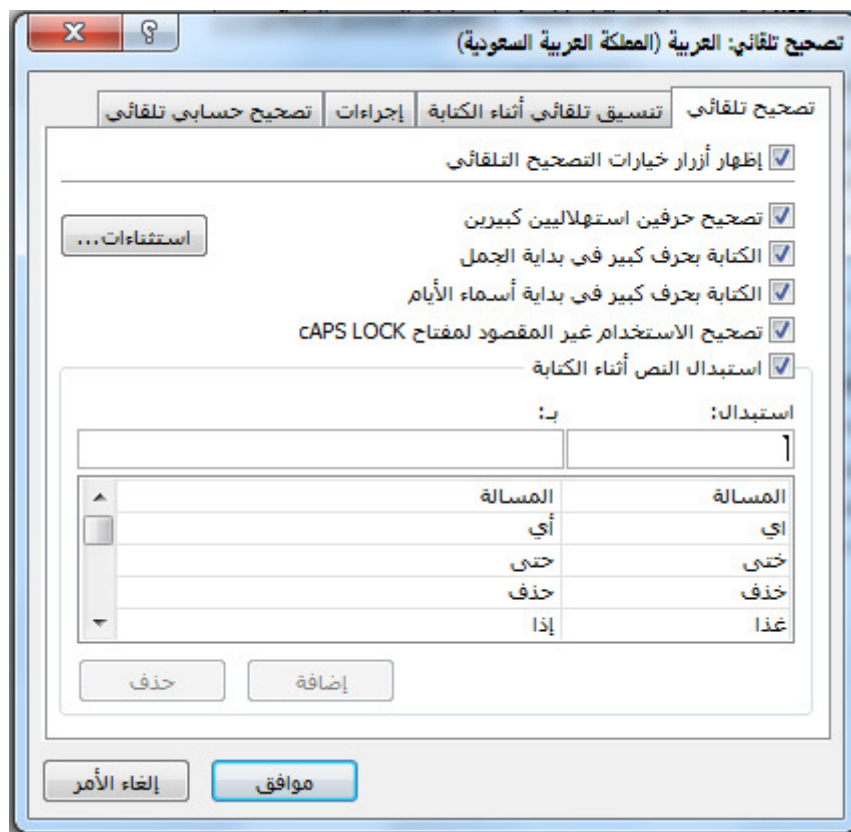 تصحيح تلقائي: العربية (المملكة العربية السعودية)
تصحيح تلقائي تنسيق تلقائي أثناء الكتابة إجراءات تصحيح حسابي تلقائي
إظهار أزرار خيارات التصحيح التلقائي
تصحيح حرفين استهلاليين كبيرين
استثناءات...
الكتابة بحرف كبير في بداية الجمل
الكتابة بحرف كبير في بداية أسماء الأيام
تصحيح الاستخدام غير المقصود لمفتاح cAPS LOCK
استبدال النص أثناء الكتابة
استبدال: بـ:
المسالة المسالة
اي أي
ختى حتى
خذف حذف
غذا إذا
إضافة حذف
موافق إلغاء الأمر